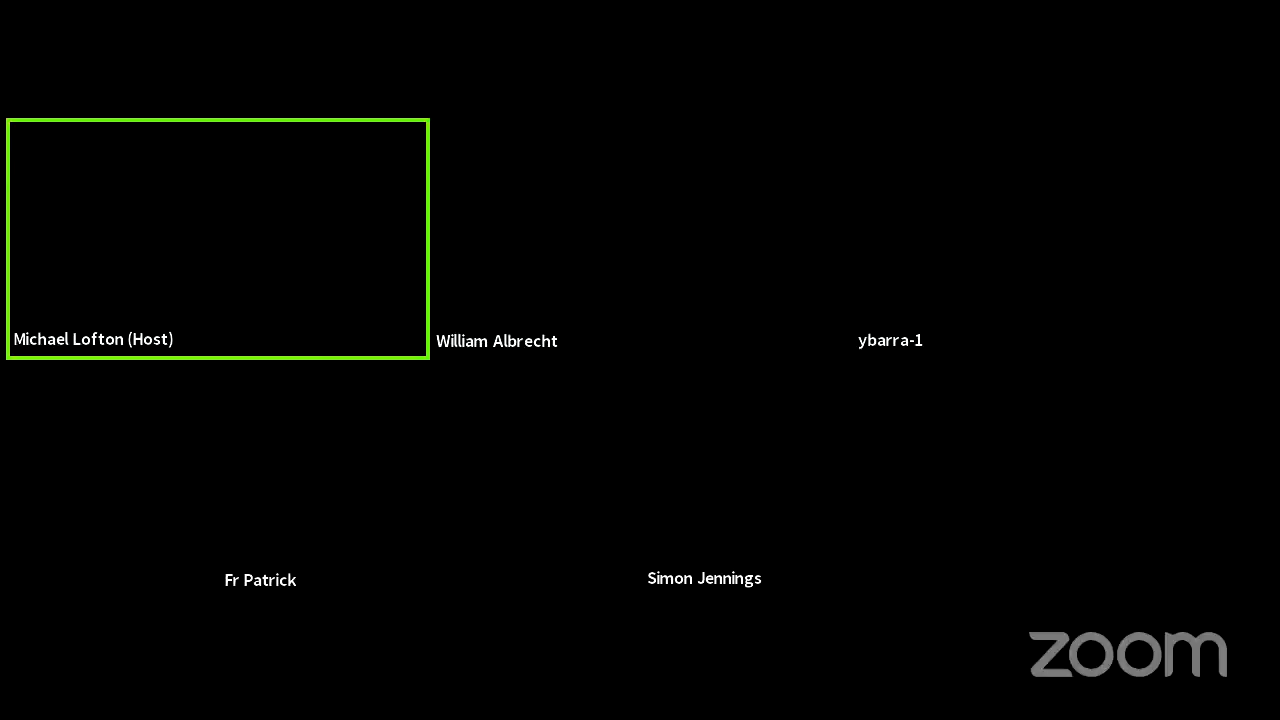 Michael Lofton (Host)
William Albrecht
ybarra-1
Fr Patrick
Simon Jennings
zoom